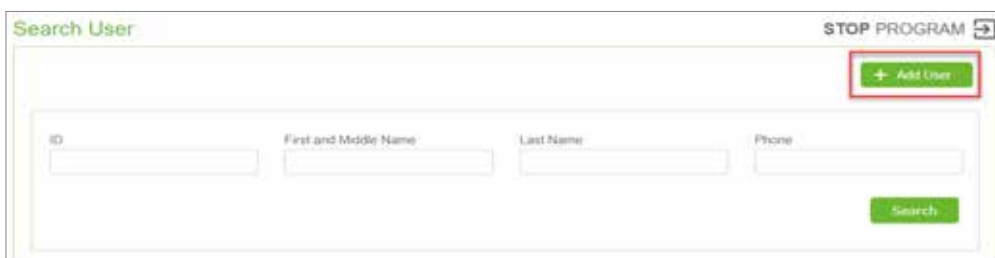 Search User
STOP PROGRAM
+ Add User
ID
First and Middle Name
Last Name
Phone
Search